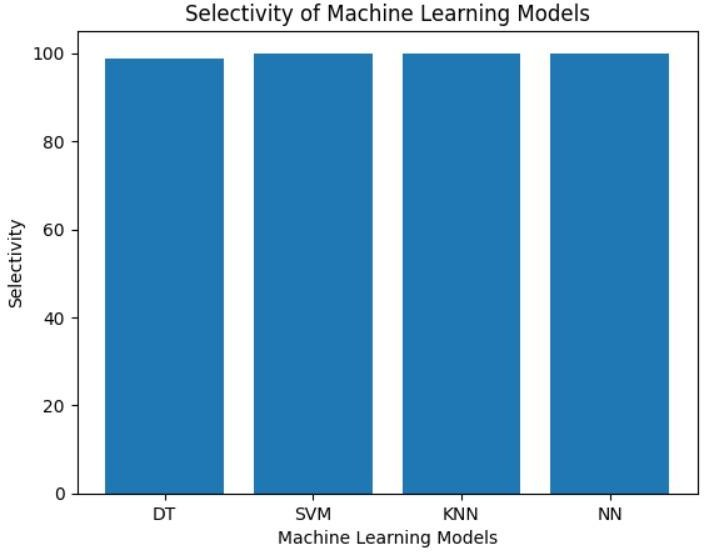 Selectivity of Machine Learning Models
100
80
60
40
20
0
Selectivity
DT SVM KNN NN
Machine Learning Models